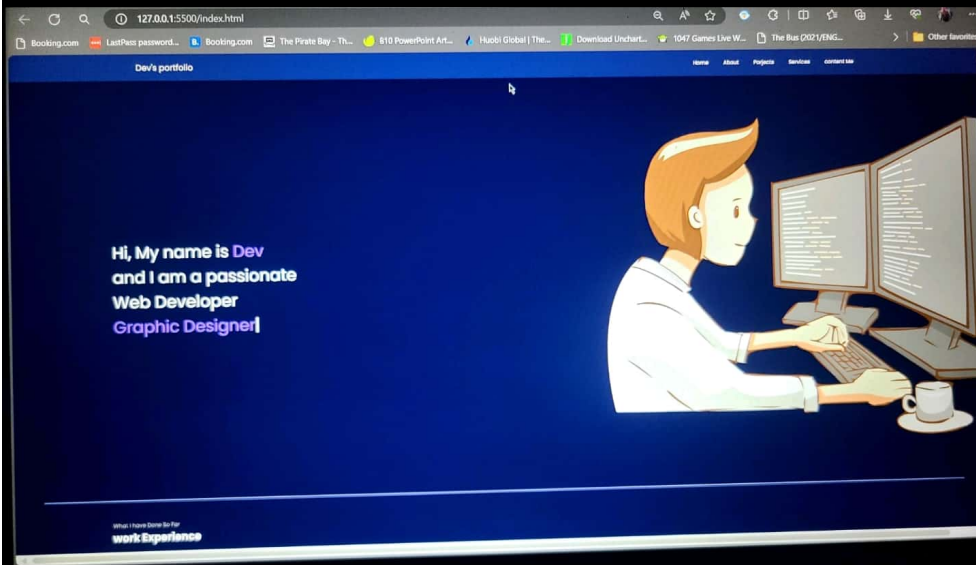 127.0.0.1:5500/index.html
Booking.com LastPass password... Booking.com The Pirate Bay - Th... 810 PowerPoint Art... Huobi Global | The... Download Unchart... 1047 Games Live W... The Bus (2021/ENG... Other favorites
Dev's portfolio Home About Porjects Services content Me
Hi, My name is Dev
and I am a passionate
Web Developer
Graphic Designer
What I have Done So Far
work Experience